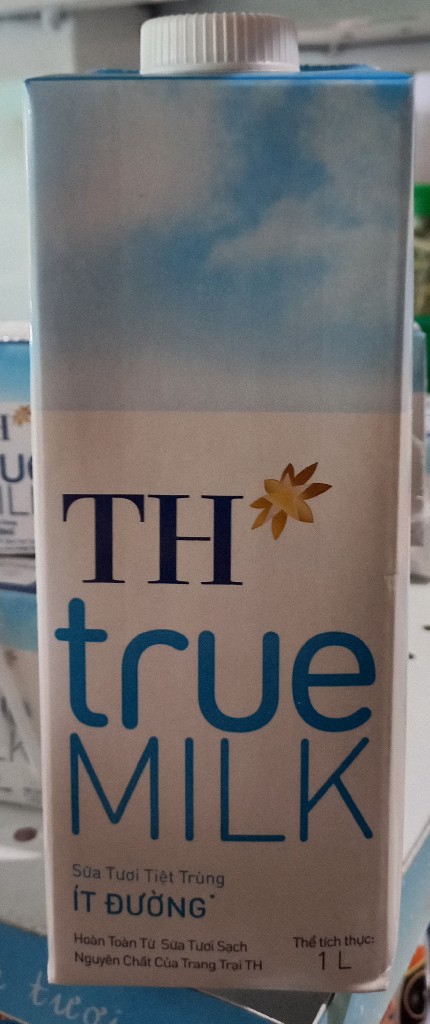 TH
true
MILK
Sữa Tươi Tiệt Trùng
ÍT ĐƯỜNG*
Hoàn Toàn Từ Sữa Tươi Sạch
Nguyên Chất Của Trang Trại TH
Thể tích thực:
1 L
tươi